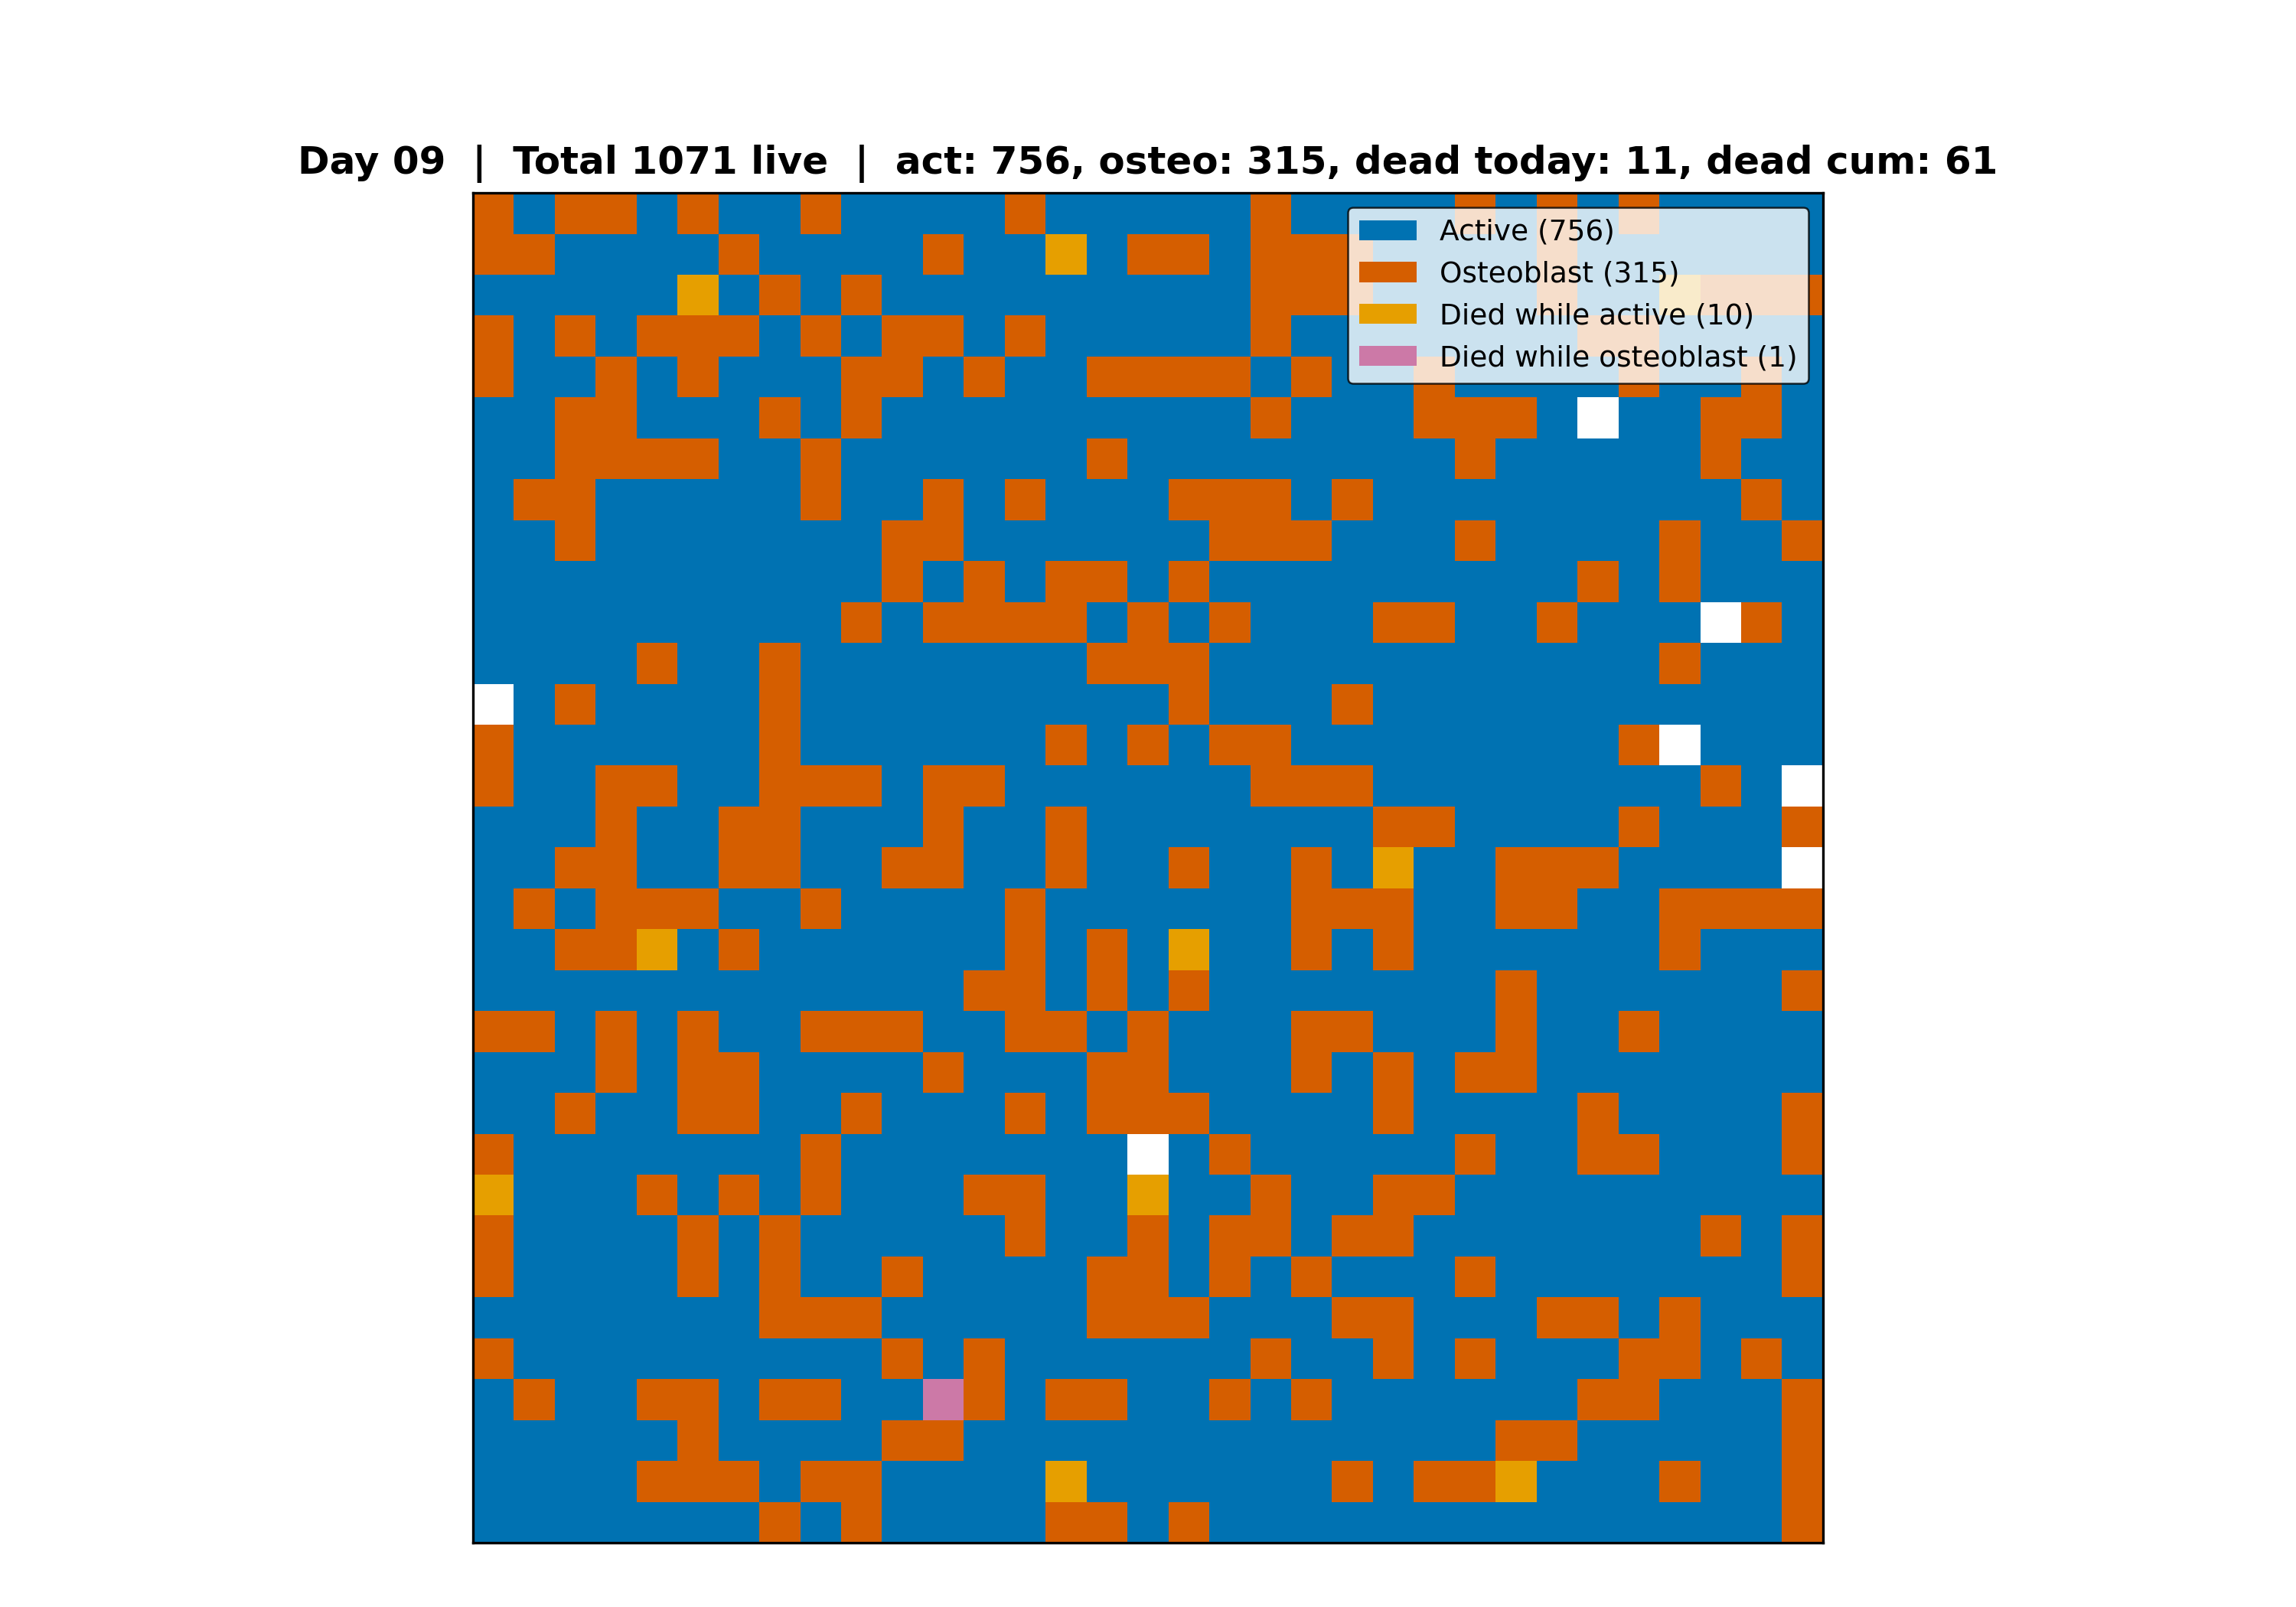 Day 09 | Total 1071 live | act: 756, osteo: 315, dead today: 11, dead cum: 61
Active (756)
Osteoblast (315)
Died while active (10)
Died while osteoblast (1)